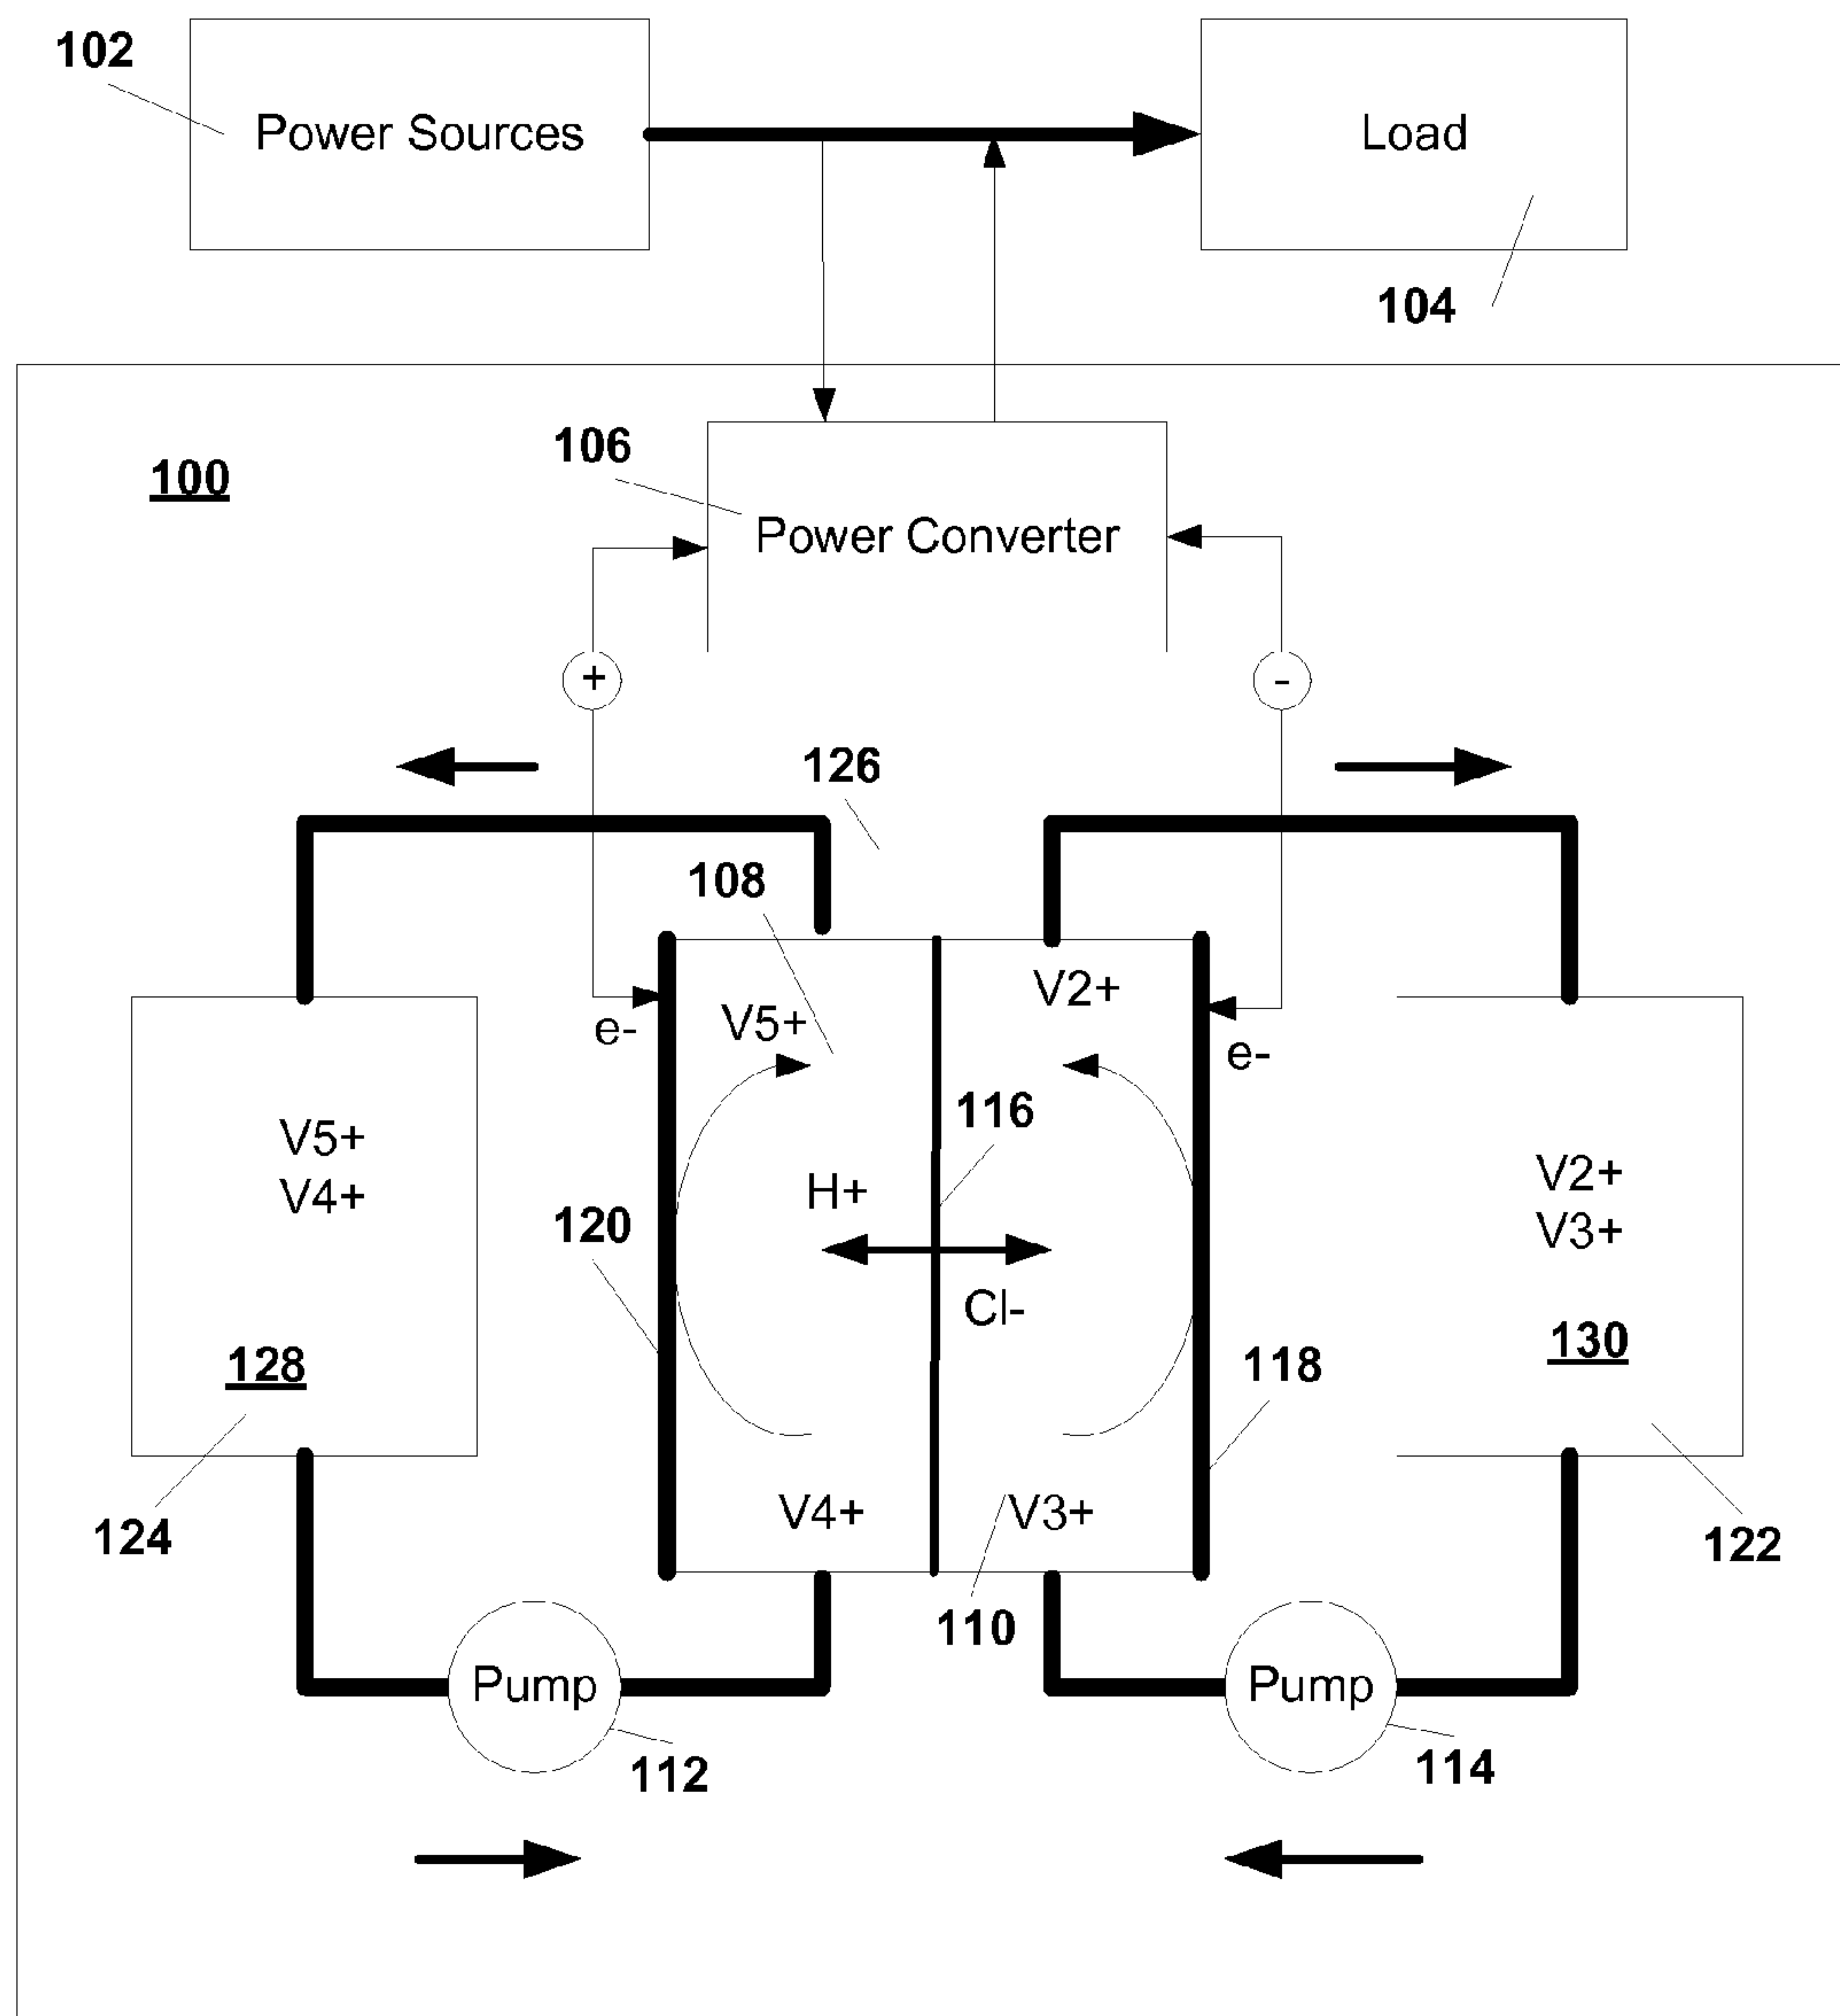 102
Power Sources
Load
104
106
100
Power Converter
+
-
126
108
V2+
V5+
e-
e-
116
V5+
V4+
H+
V2+
V3+
120
Cl-
128
118
130
V4+
V3+
124
122
110
Pump
Pump
112
114